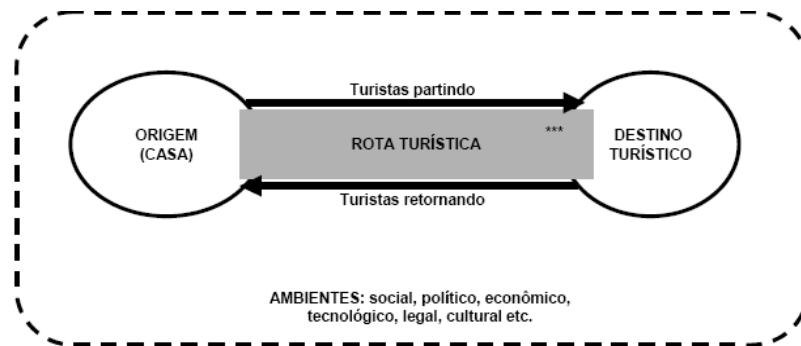 Turistas partindo
ORIGEM
(CASA)
ROTA TURÍSTICA
***
DESTINO
TURÍSTICO
Turistas retornando
AMBIENTES: social, político, econômico,
tecnológico, legal, cultural etc.